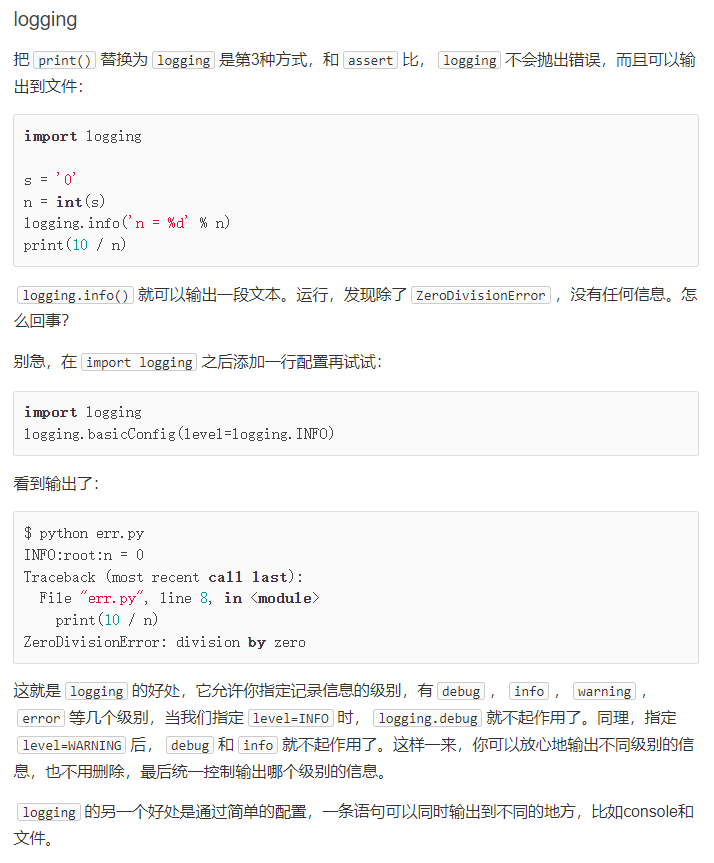 logging
把 print() 替换为 logging 是第3种方式，和 assert 比， logging 不会抛出错误，而且可以输
出到文件：
import logging
s = '0'
n = int(s)
logging.info('n = %d' % n)
print(10 / n)
logging.info() 就可以输出一段文本。运行，发现除了 ZeroDivisionError ，没有任何信息。怎
么回事？
别急，在 import logging 之后添加一行配置再试试：
import logging
logging.basicConfig(level=logging.INFO)
看到输出了：
$ python err.py
INFO:root:n = 0
Traceback (most recent call last):
  File "err.py", line 8, in <module>
    print(10 / n)
ZeroDivisionError: division by zero
这就是 logging 的好处，它允许你指定记录信息的级别，有 debug ， info ， warning ，
error 等几个级别，当我们指定 level=INFO 时， logging.debug 就不起作用了。同理，指定
level=WARNING 后， debug 和 info 就不起作用了。这样一来，你可以放心地输出不同级别的信
息，也不用删除，最后统一控制输出哪个级别的信息。
logging 的另一个好处是通过简单的配置，一条语句可以同时输出到不同的地方，比如console和
文件。